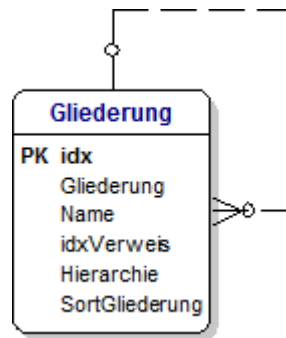 Gliederung
PK idx
Gliederung
Name
idxVerweis
Hierarchie
SortGliederung